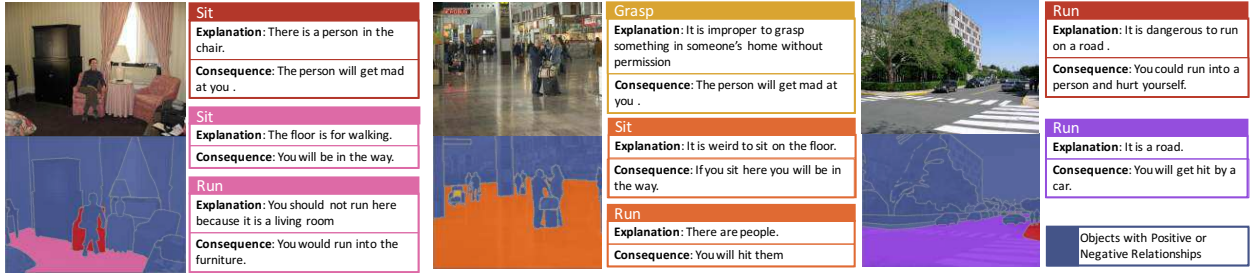 Sit
Explanation: There is a person in the
chair.
Consequence: The person will get mad
at you .
Sit
Explanation: The floor is for walking.
Consequence: You will be in the way.
Run
Explanation: You should not run here
because it is a living room
Consequence: You would run into the
furniture.
Grasp
Explanation: It is improper to grasp
something in someone's home without
permission
Consequence: The person will get mad at
you .
Sit
Explanation: It is weird to sit on the floor.
Consequence: If you sit here you will be in
the way.
Run
Explanation: There are people.
Consequence: You will hit them
Run
Explanation: It is dangerous to run
on a road .
Consequence: You could run into a
person and hurt yourself.
Run
Explanation: It is a road.
Consequence: You will get hit by a
car.
Objects with Positive or
Negative Relationships